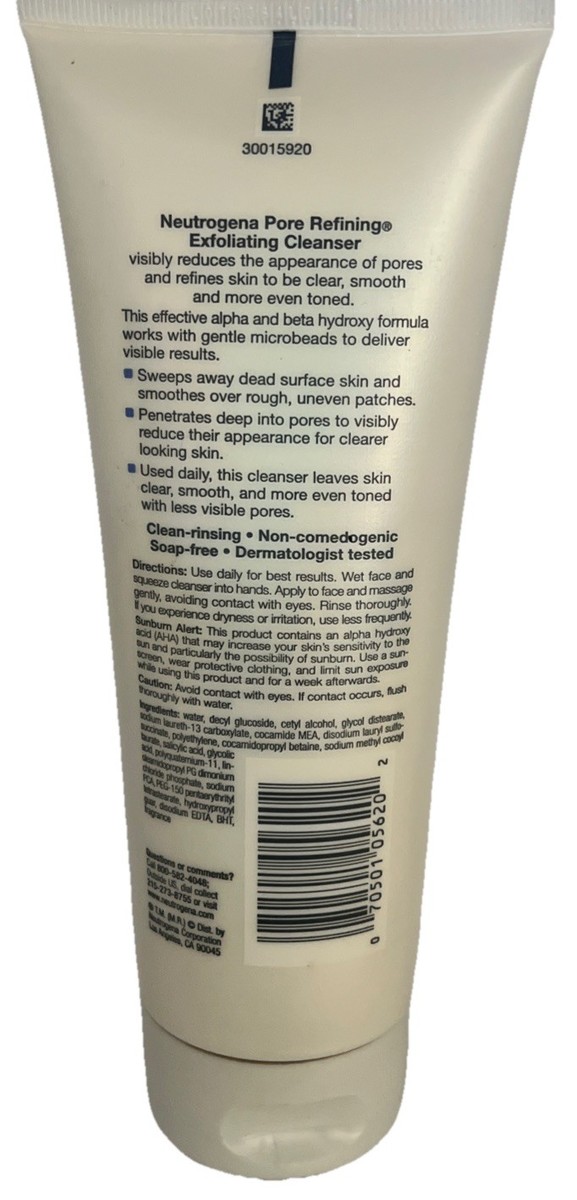 30015920
Neutrogena Pore Refining®
Exfoliating Cleanser
visibly reduces the appearance of pores
and refines skin to be clear, smooth
and more even toned.
This effective alpha and beta hydroxy formula
works with gentle microbeads to deliver
visible results.
Sweeps away dead surface skin and
smoothes over rough, uneven patches.
Penetrates deep into pores to visibly
reduce their appearance for clearer
looking skin.
Used daily, this cleanser leaves skin
clear, smooth, and more even toned
with less visible pores.
Clean-rinsing • Non-comedogenic
Soap-free • Dermatologist tested
Directions: Use daily for best results. Wet face and
squeeze cleanser into hands. Apply to face and massage
gently, avoiding contact with eyes. Rinse thoroughly.
If you experience dryness or irritation, use less frequently.
Sunburn Alert: This product contains an alpha hydroxy
acid (AHA) that may increase your skin's sensitivity to the
sun and particularly the possibility of sunburn. Use a sun-
screen, wear protective clothing, and limit sun exposure
while using this product and for a week afterwards.
Caution: Avoid contact with eyes. If contact occurs, flush
thoroughly with water.
Ingredients: water, decyl glucoside, cetyl alcohol, glycol distearate,
sodium laureth-13 carboxylate, cocamide MEA, disodium lauryl sulfo-
succinate, polyethylene, cocamidopropyl betaine, sodium methyl cocoyl
taurate, salicylic acid, glycolic
acid, polyquaternium-11, lin-
oleamidopropyl PG dimonium
chloride phosphate, sodium
PCA, PEG-150 pentaerythrityl
tetrastearate, hydroxypropyl
guar, disodium EDTA, BHT,
fragrance
Questions or comments?
Call 800-582-4048;
Outside US, dial collect
215-273-8755 or visit
www.neutrogena.com
® T.M. (M.R.) © Dist. by
Neutrogena Corporation
Los Angeles, CA 90045
0 70501 05620 2